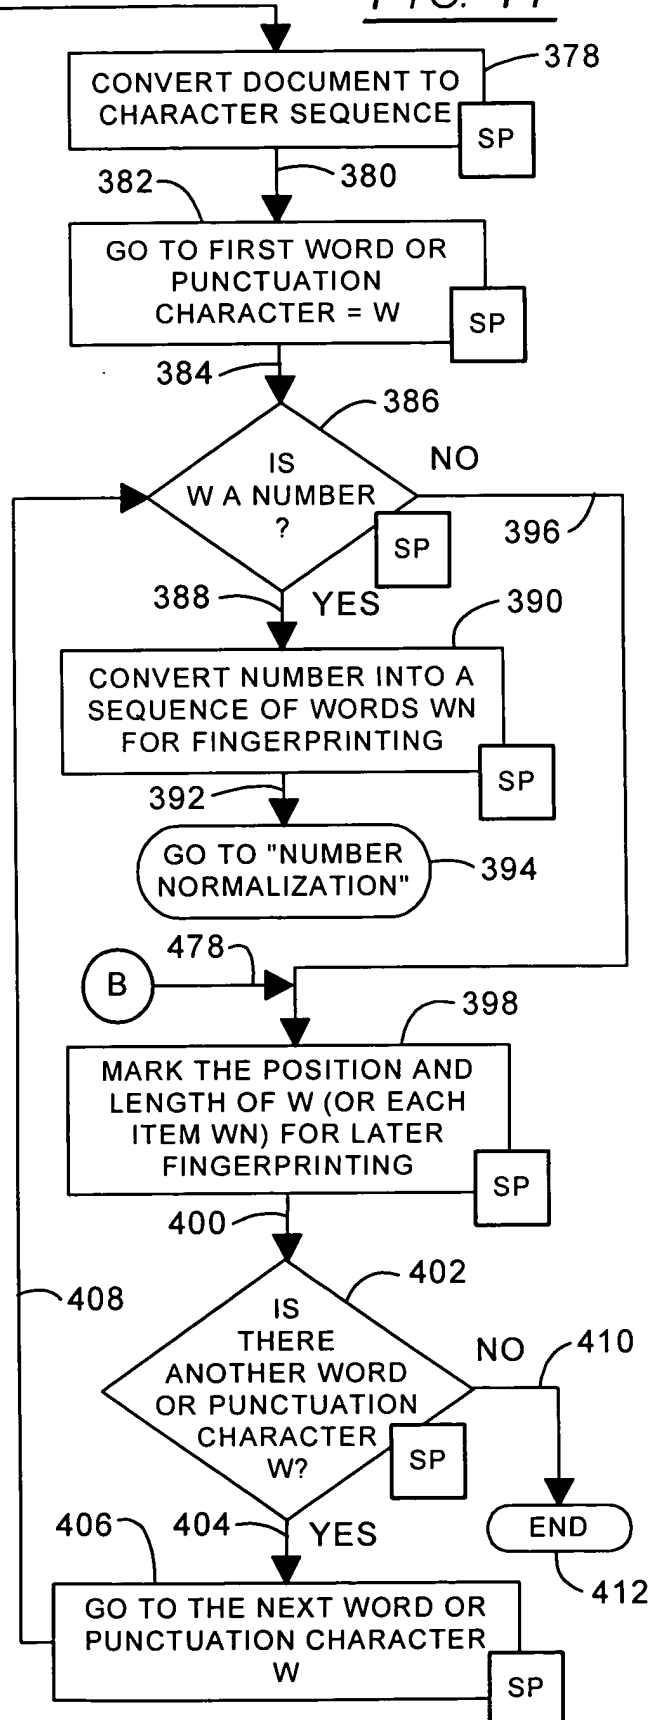 CONVERT DOCUMENT TO
CHARACTER SEQUENCE
378
SP
380
382
GO TO FIRST WORD OR
PUNCTUATION
CHARACTER = W
SP
384
386
IS
W A NUMBER
?
NO
SP
396
388
YES
390
CONVERT NUMBER INTO A
SEQUENCE OF WORDS WN
FOR FINGERPRINTING
SP
392
GO TO "NUMBER
NORMALIZATION"
394
478
B
398
MARK THE POSITION AND
LENGTH OF W (OR EACH
ITEM WN) FOR LATER
FINGERPRINTING
SP
400
402
408
IS
THERE
ANOTHER WORD
OR PUNCTUATION
CHARACTER
W?
NO
410
SP
406
404
YES
END
412
GO TO THE NEXT WORD OR
PUNCTUATION CHARACTER
W
SP